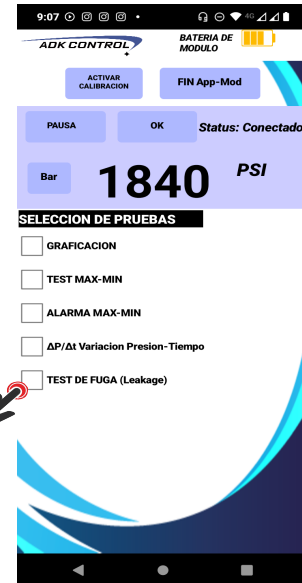 9:07
4G
ADK CONTROL
BATERIA DE
MODULO
ACTIVAR
CALIBRACION
FIN App-Mod
PAUSA
OK
Status: Conectado
Bar
1840
PSI
SELECCION DE PRUEBAS
GRAFICACION
TEST MAX-MIN
ALARMA MAX-MIN
ΔP/Δt Variacion Presion-Tiempo
TEST DE FUGA (Leakage)